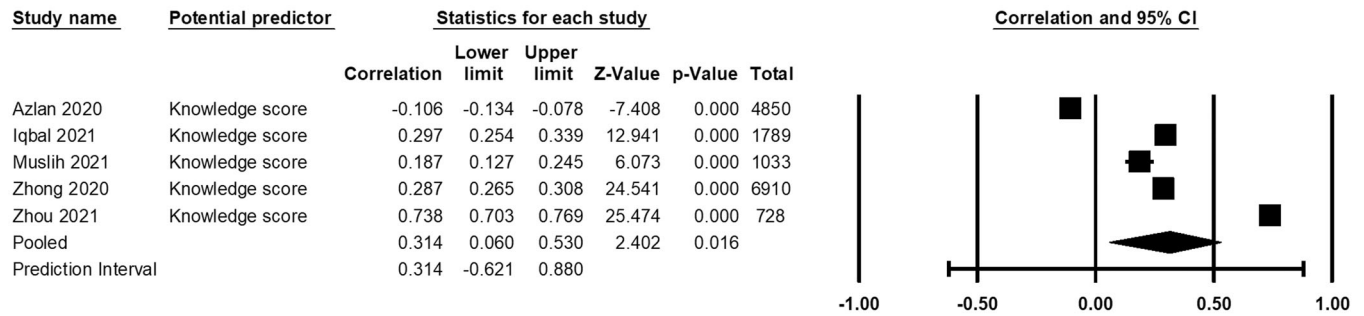 Study name Potential predictor Statistics for each study Correlation and 95% CI
Lower Upper
Correlation limit limit Z-Value p-Value Total
Azlan 2020 Knowledge score -0.106 -0.134 -0.078 -7.408 0.000 4850
Iqbal 2021 Knowledge score 0.297 0.254 0.339 12.941 0.000 1789
Muslih 2021 Knowledge score 0.187 0.127 0.245 6.073 0.000 1033
Zhong 2020 Knowledge score 0.287 0.265 0.308 24.541 0.000 6910
Zhou 2021 Knowledge score 0.738 0.703 0.769 25.474 0.000 728
Pooled 0.314 0.060 0.530 2.402 0.016
Prediction Interval 0.314 -0.621 0.880
-1.00 -0.50 0.00 0.50 1.00